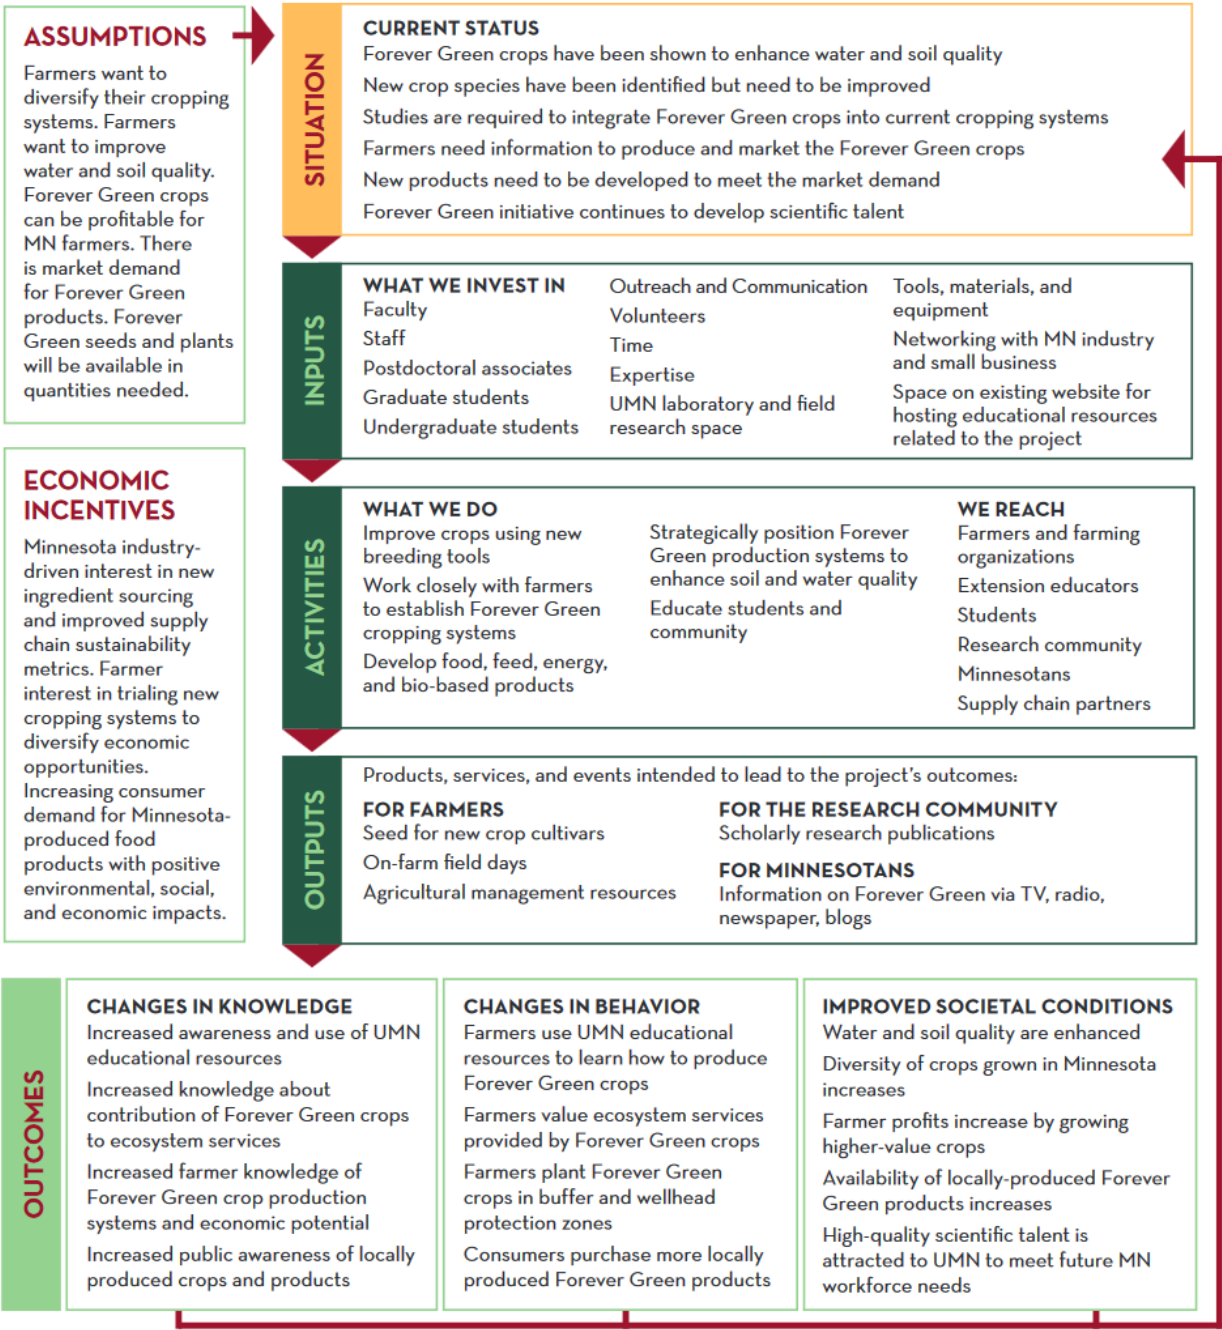 ASSUMPTIONS
Farmers want to
diversify their cropping
systems. Farmers
want to improve
water and soil quality.
Forever Green crops
can be profitable for
MN farmers. There
is market demand
for Forever Green
products. Forever
Green seeds and plants
will be available in
quantities needed.
ECONOMIC
INCENTIVES
Minnesota industry-
driven interest in new
ingredient sourcing
and improved supply
chain sustainability
metrics. Farmer
interest in trialing new
cropping systems to
diversify economic
opportunities.
Increasing consumer
demand for Minnesota-
produced food
products with positive
environmental, social,
and economic impacts.
SITUATION
CURRENT STATUS
Forever Green crops have been shown to enhance water and soil quality
New crop species have been identified but need to be improved
Studies are required to integrate Forever Green crops into current cropping systems
Farmers need information to produce and market the Forever Green crops
New products need to be developed to meet the market demand
Forever Green initiative continues to develop scientific talent
INPUTS
WHAT WE INVEST IN
Faculty
Staff
Postdoctoral associates
Graduate students
Undergraduate students
Outreach and Communication
Volunteers
Time
Expertise
UMN laboratory and field
research space
Tools, materials, and
equipment
Networking with MN industry
and small business
Space on existing website for
hosting educational resources
related to the project
ACTIVITIES
WHAT WE DO
Improve crops using new
breeding tools
Work closely with farmers
to establish Forever Green
cropping systems
Develop food, feed, energy,
and bio-based products
Strategically position Forever
Green production systems to
enhance soil and water quality
Educate students and
community
WE REACH
Farmers and farming
organizations
Extension educators
Students
Research community
Minnesotans
Supply chain partners
OUTPUTS
Products, services, and events intended to lead to the project's outcomes:
FOR FARMERS
Seed for new crop cultivars
On-farm field days
Agricultural management resources
FOR THE RESEARCH COMMUNITY
Scholarly research publications
FOR MINNESOTANS
Information on Forever Green via TV, radio,
newspaper, blogs
OUTCOMES
CHANGES IN KNOWLEDGE
Increased awareness and use of UMN
educational resources
Increased knowledge about
contribution of Forever Green crops
to ecosystem services
Increased farmer knowledge of
Forever Green crop production
systems and economic potential
Increased public awareness of locally
produced crops and products
CHANGES IN BEHAVIOR
Farmers use UMN educational
resources to learn how to produce
Forever Green crops
Farmers value ecosystem services
provided by Forever Green crops
Farmers plant Forever Green
crops in buffer and wellhead
protection zones
Consumers purchase more locally
produced Forever Green products
IMPROVED SOCIETAL CONDITIONS
Water and soil quality are enhanced
Diversity of crops grown in Minnesota
increases
Farmer profits increase by growing
higher-value crops
Availability of locally-produced Forever
Green products increases
High-quality scientific talent is
attracted to UMN to meet future MN
workforce needs